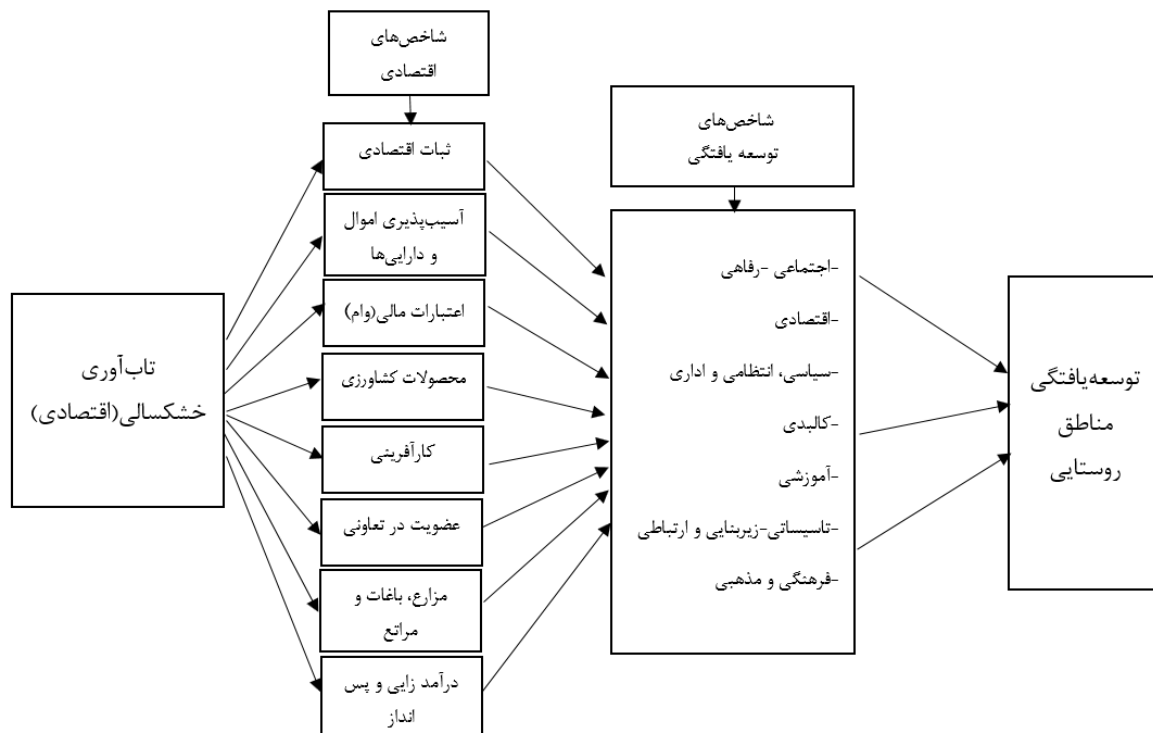 شاخص‌های
اقتصادی
ثبات اقتصادی
آسیب‌پذیری اموال
و دارایی‌ها
اعتبارات مالی(وام)
محصولات کشاورزی
کارآفرینی
عضویت در تعاونی
مزارع، باغات و
مراتع
درآمد زایی و پس
انداز
تاب‌آوری
خشکسالی(اقتصادی)
شاخص‌های
توسعه یافتگی
-اجتماعی -رفاهی
-اقتصادی
-سیاسی، انتظامی و اداری
-کالبدی
-آموزشی
-تاسیساتی-زیربنایی و ارتباطی
-فرهنگی و مذهبی
توسعه‌یافتگی
مناطق
روستایی